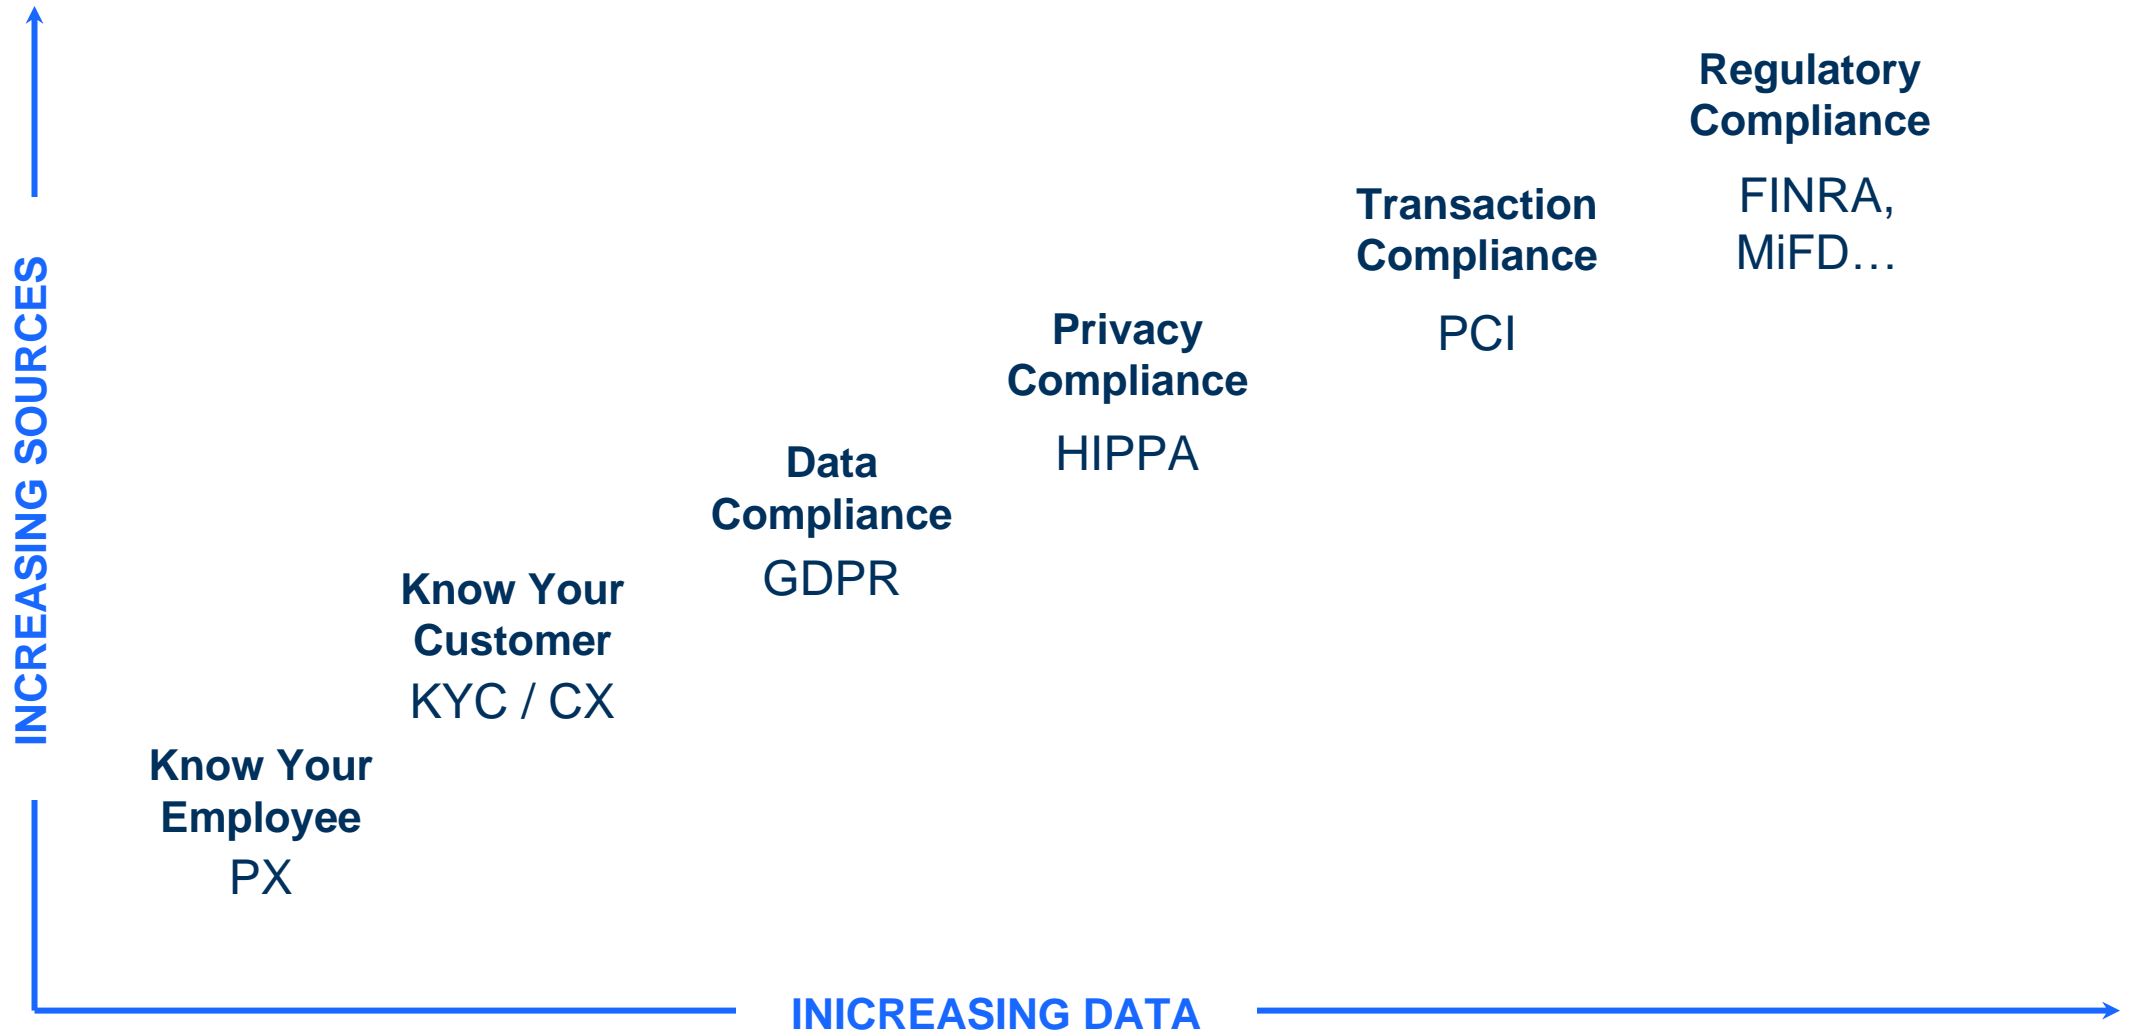 Regulatory
Compliance
FINRA,
MiFD…
Transaction
Compliance
PCI
Privacy
Compliance
HIPPA
Data
Compliance
GDPR
Know Your
Customer
KYC / CX
Know Your
Employee
PX
INCREASING SOURCES
INICREASING DATA